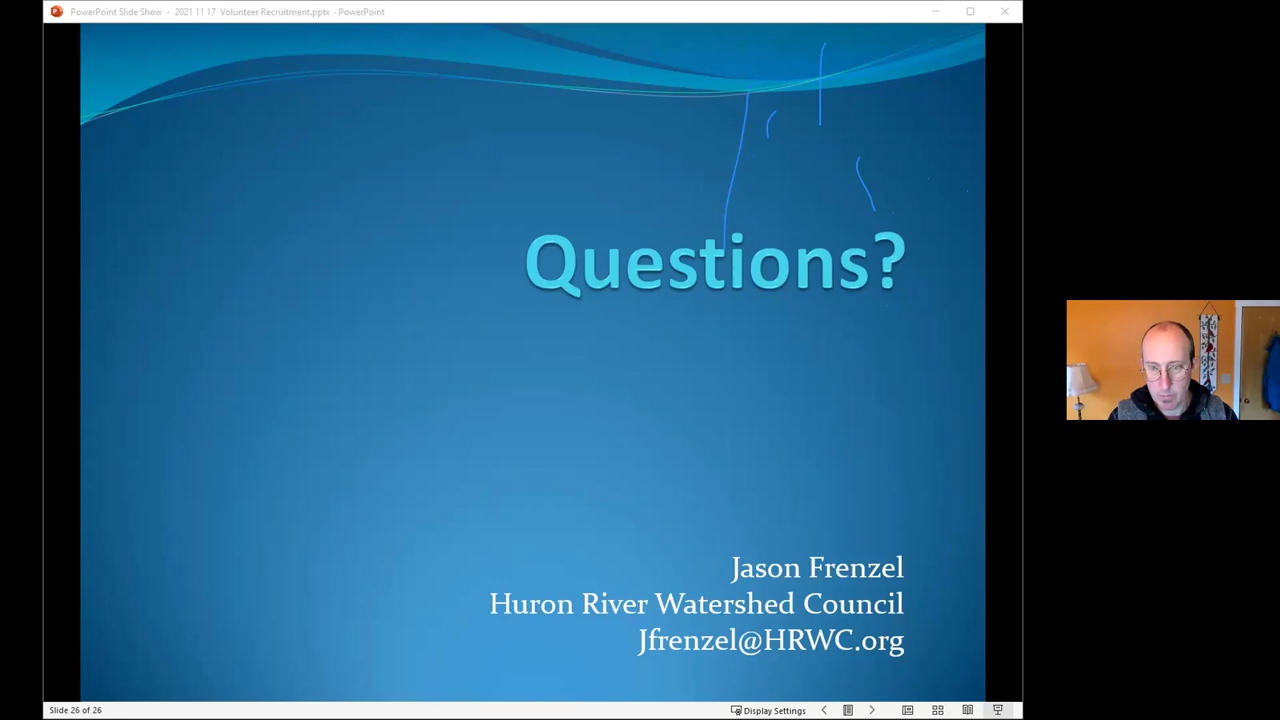 PowerPoint Slide Show - 2021 11 17 Volunteer Recruitment.pptx - PowerPoint
Questions?
Jason Frenzel
Huron River Watershed Council
Jfrenzel@HRWC.org
Slide 26 of 26
Display Settings